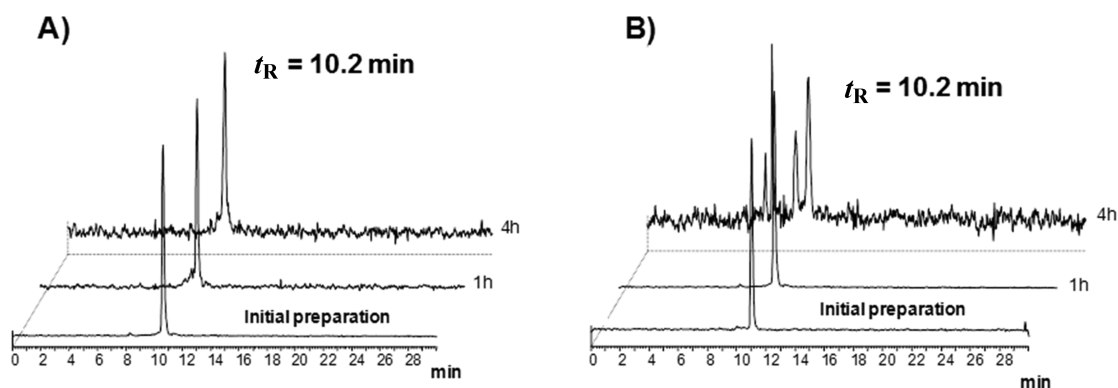 A)
tR = 10.2 min
4h
1h
Initial preparation
0 2 4 6 8 10 12 14 16 18 20 22 24 26 28
min
B)
tR = 10.2 min
4h
1h
Initial preparation
0 2 4 6 8 10 12 14 16 18 20 22 24 26 28
min